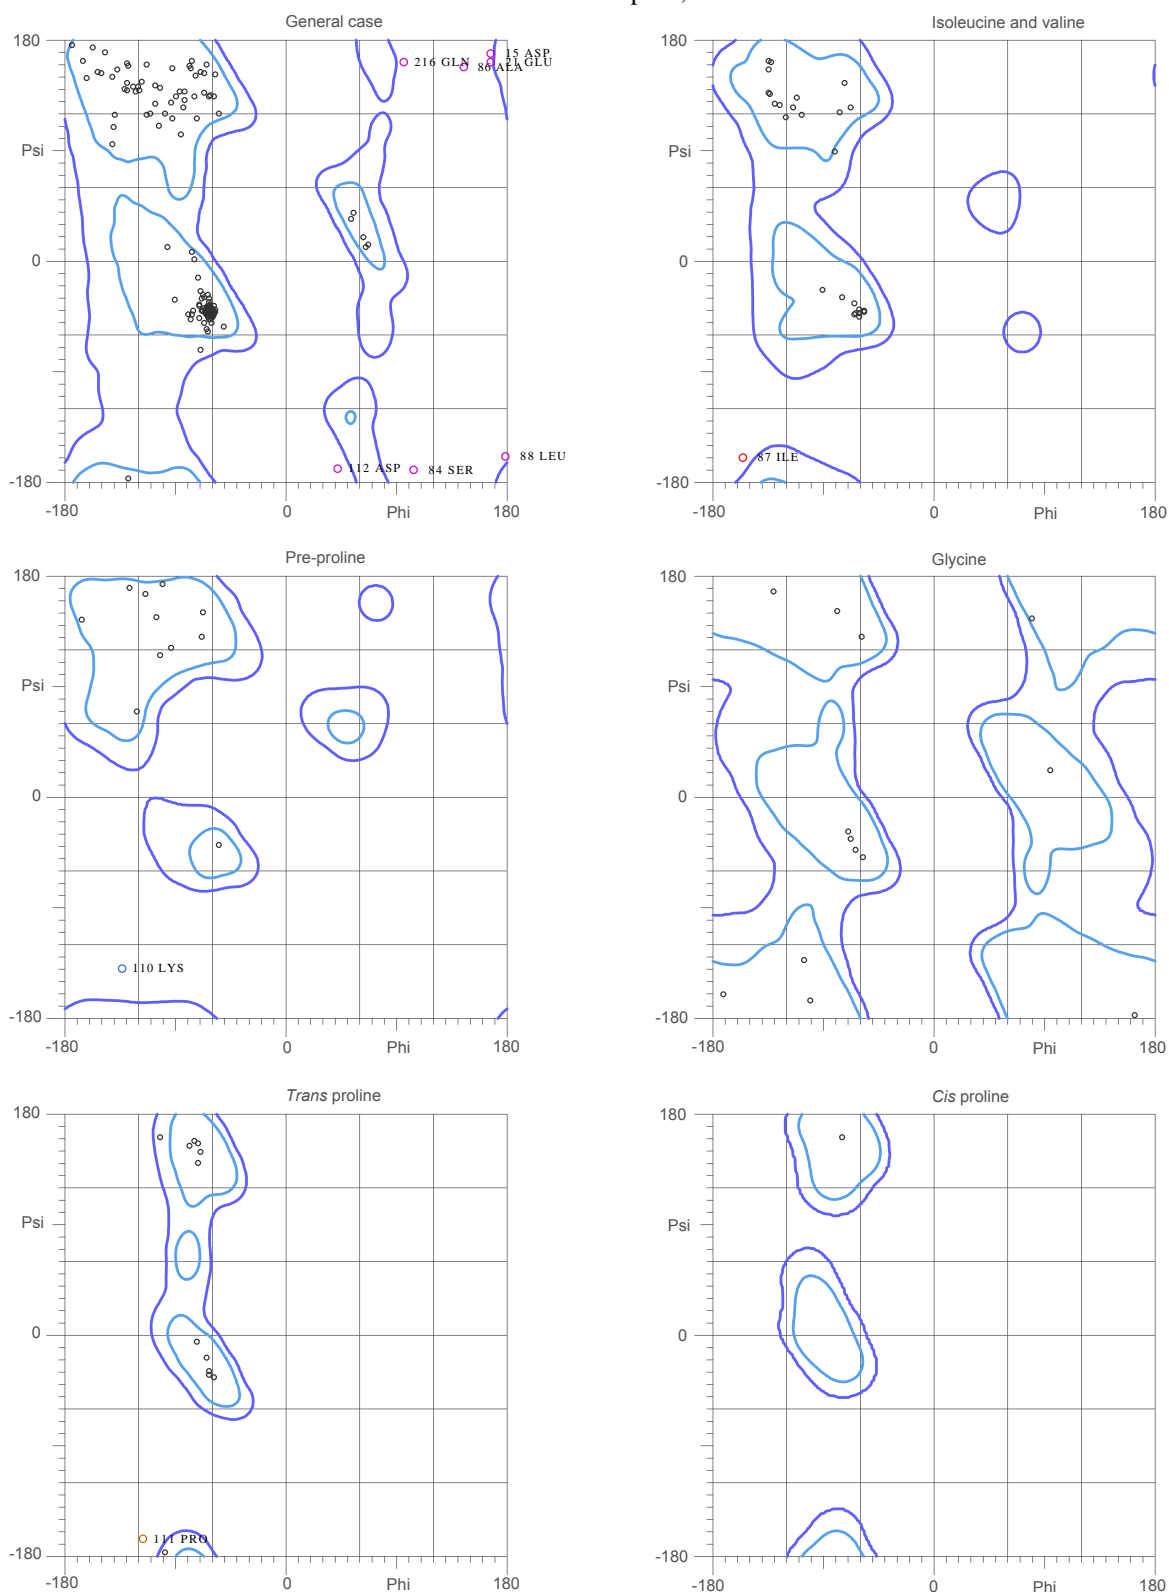 General case
Isoleucine and valine
180
15 ASP
216 GLN
21 GLU
86 ALA
Psi
0
112 ASP
84 SER
88 LEU
-180
-180
0
Phi
180
180
Psi
0
87 ILE
-180
-180
0
Phi
180
Pre-proline
Glycine
180
Psi
0
110 LYS
-180
-180
0
Phi
180
180
Psi
0
-180
-180
0
Phi
180
Trans proline
Cis proline
180
Psi
0
111 PRO
-180
-180
0
Phi
180
180
Psi
0
-180
-180
0
Phi
180